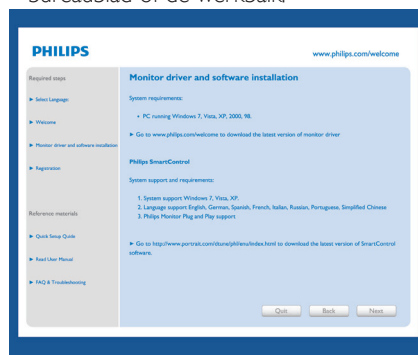 bureaublad of de werkbalk.
PHILIPS
www.philips.com/welcome
Required steps
Select Language:
Welcome
Monitor driver and software installation
Registration
Reference materials
Quick Setup Guide
Read User Manual
FAQ & Troubleshooting
Monitor driver and software installation
System requirements:
• PC running Windows 7, Vista, XP, 2000, 98.
Go to www.philips.com/welcome to download the latest version of monitor driver
Philips SmartControl
System support and requirements:
1. System support Windows 7, Vista, XP;
2. Language support English, German, Spanish, French, Italian, Russian, Portuguese, Simplified Chinese
3. Philips Monitor Plug and Play support
Go to http://www.portrait.com/dtune/phil/enu/index.html to download the latest version of SmartControl
software.
Quit
Back
Next